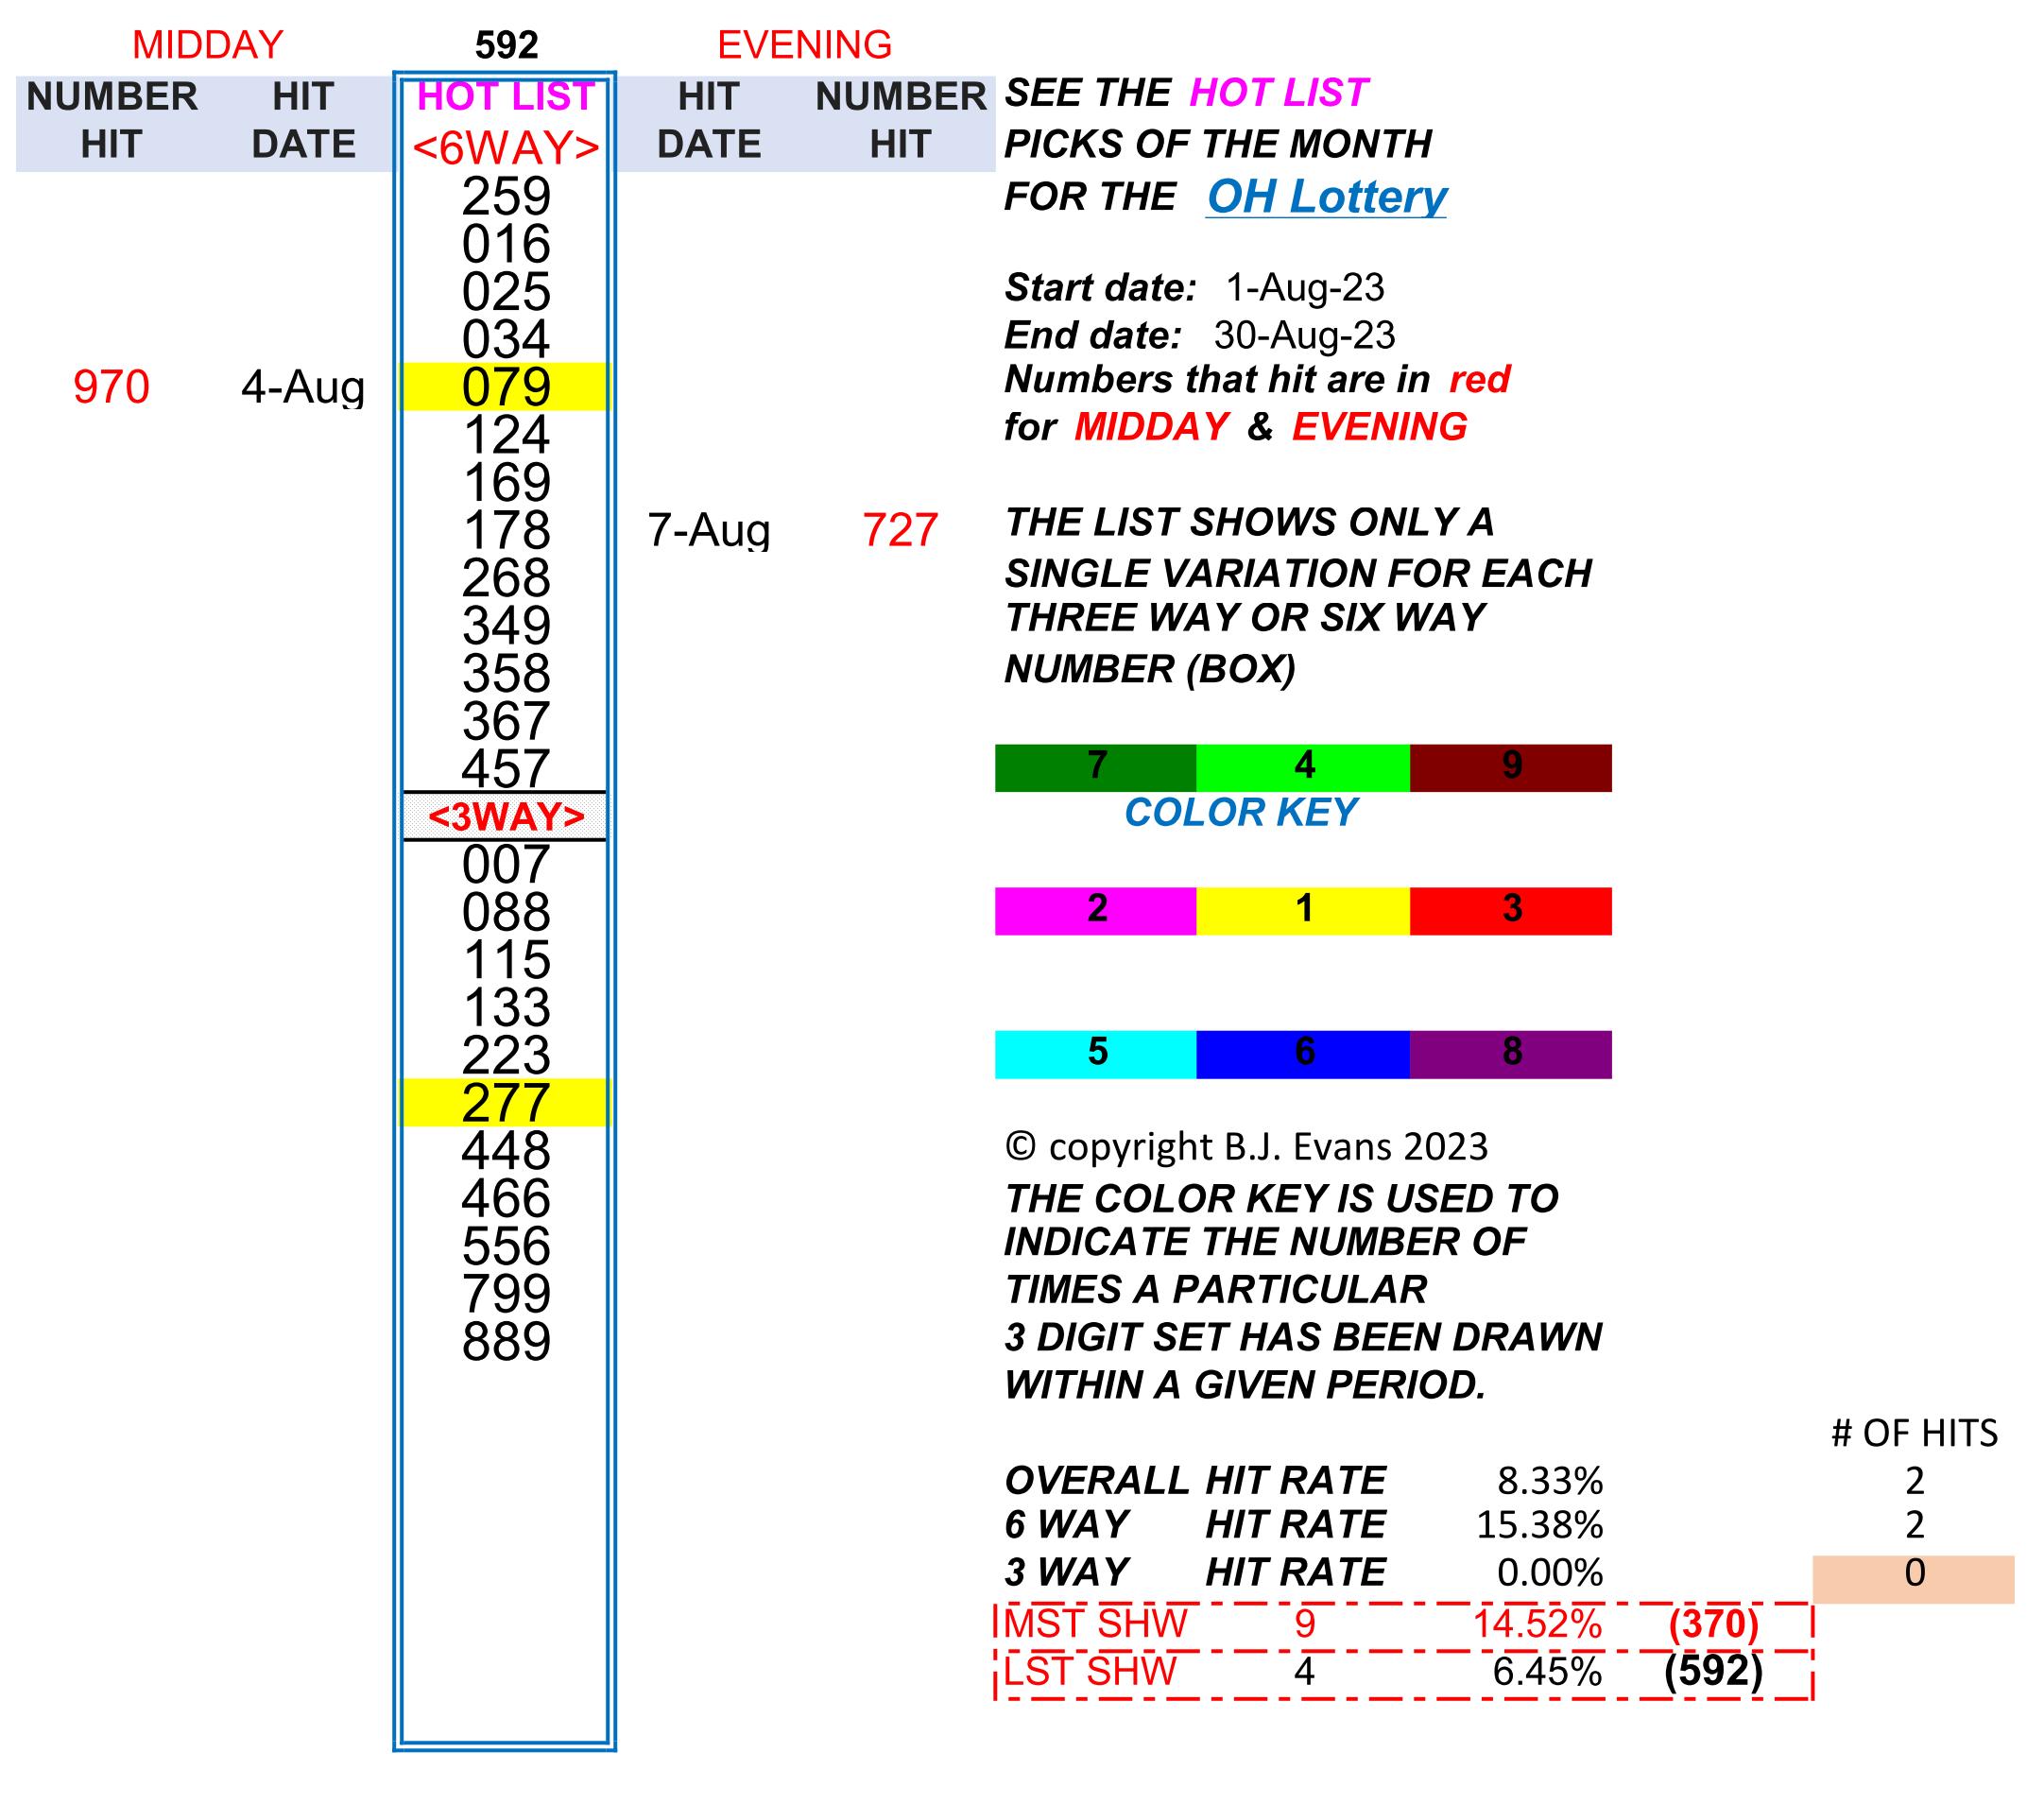 MIDDAY 592 EVENING
NUMBER HIT HOT LIST HIT NUMBER
HIT DATE <6WAY> DATE HIT
259
016
025
034
970 4-Aug 079
124
169
178 7-Aug 727
268
349
358
367
457
<3WAY>
007
088
115
133
223
277
448
466
556
799
889
SEE THE HOT LIST
PICKS OF THE MONTH
FOR THE OH Lottery
Start date: 1-Aug-23
End date: 30-Aug-23
Numbers that hit are in red
for MIDDAY & EVENING
THE LIST SHOWS ONLY A
SINGLE VARIATION FOR EACH
THREE WAY OR SIX WAY
NUMBER (BOX)
7 4 9
COLOR KEY
2 1 3
5 6 8
© copyright B.J. Evans 2023
THE COLOR KEY IS USED TO
INDICATE THE NUMBER OF
TIMES A PARTICULAR
3 DIGIT SET HAS BEEN DRAWN
WITHIN A GIVEN PERIOD.
# OF HITS
OVERALL HIT RATE 8.33% 2
6 WAY HIT RATE 15.38% 2
3 WAY HIT RATE 0.00% 0
MST SHW 9 14.52% (370)
LST SHW 4 6.45% (592)